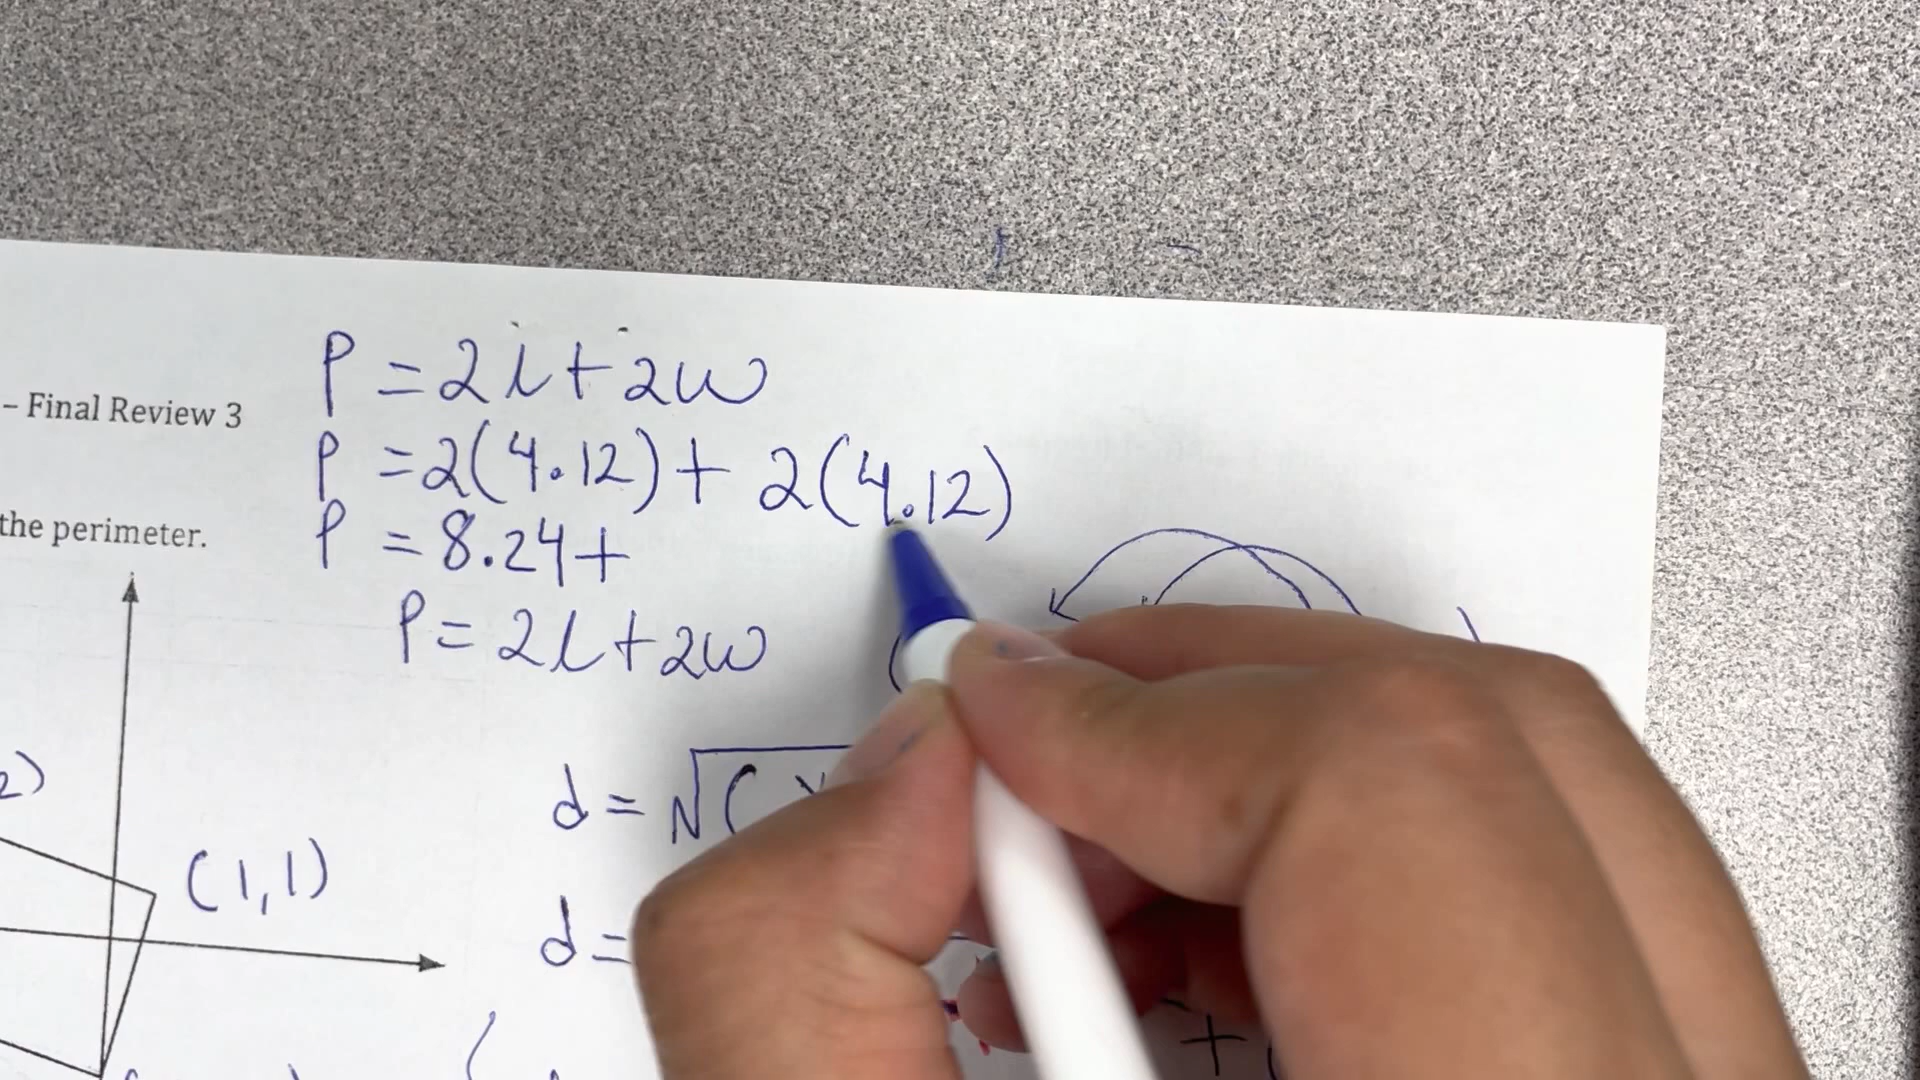 P = 2l + 2w
– Final Review 3
P = 2(4.12) + 2(4.12)
the perimeter.
P = 8.24 +
P = 2l + 2w
2)
d = √(
(1,1)
d =
+